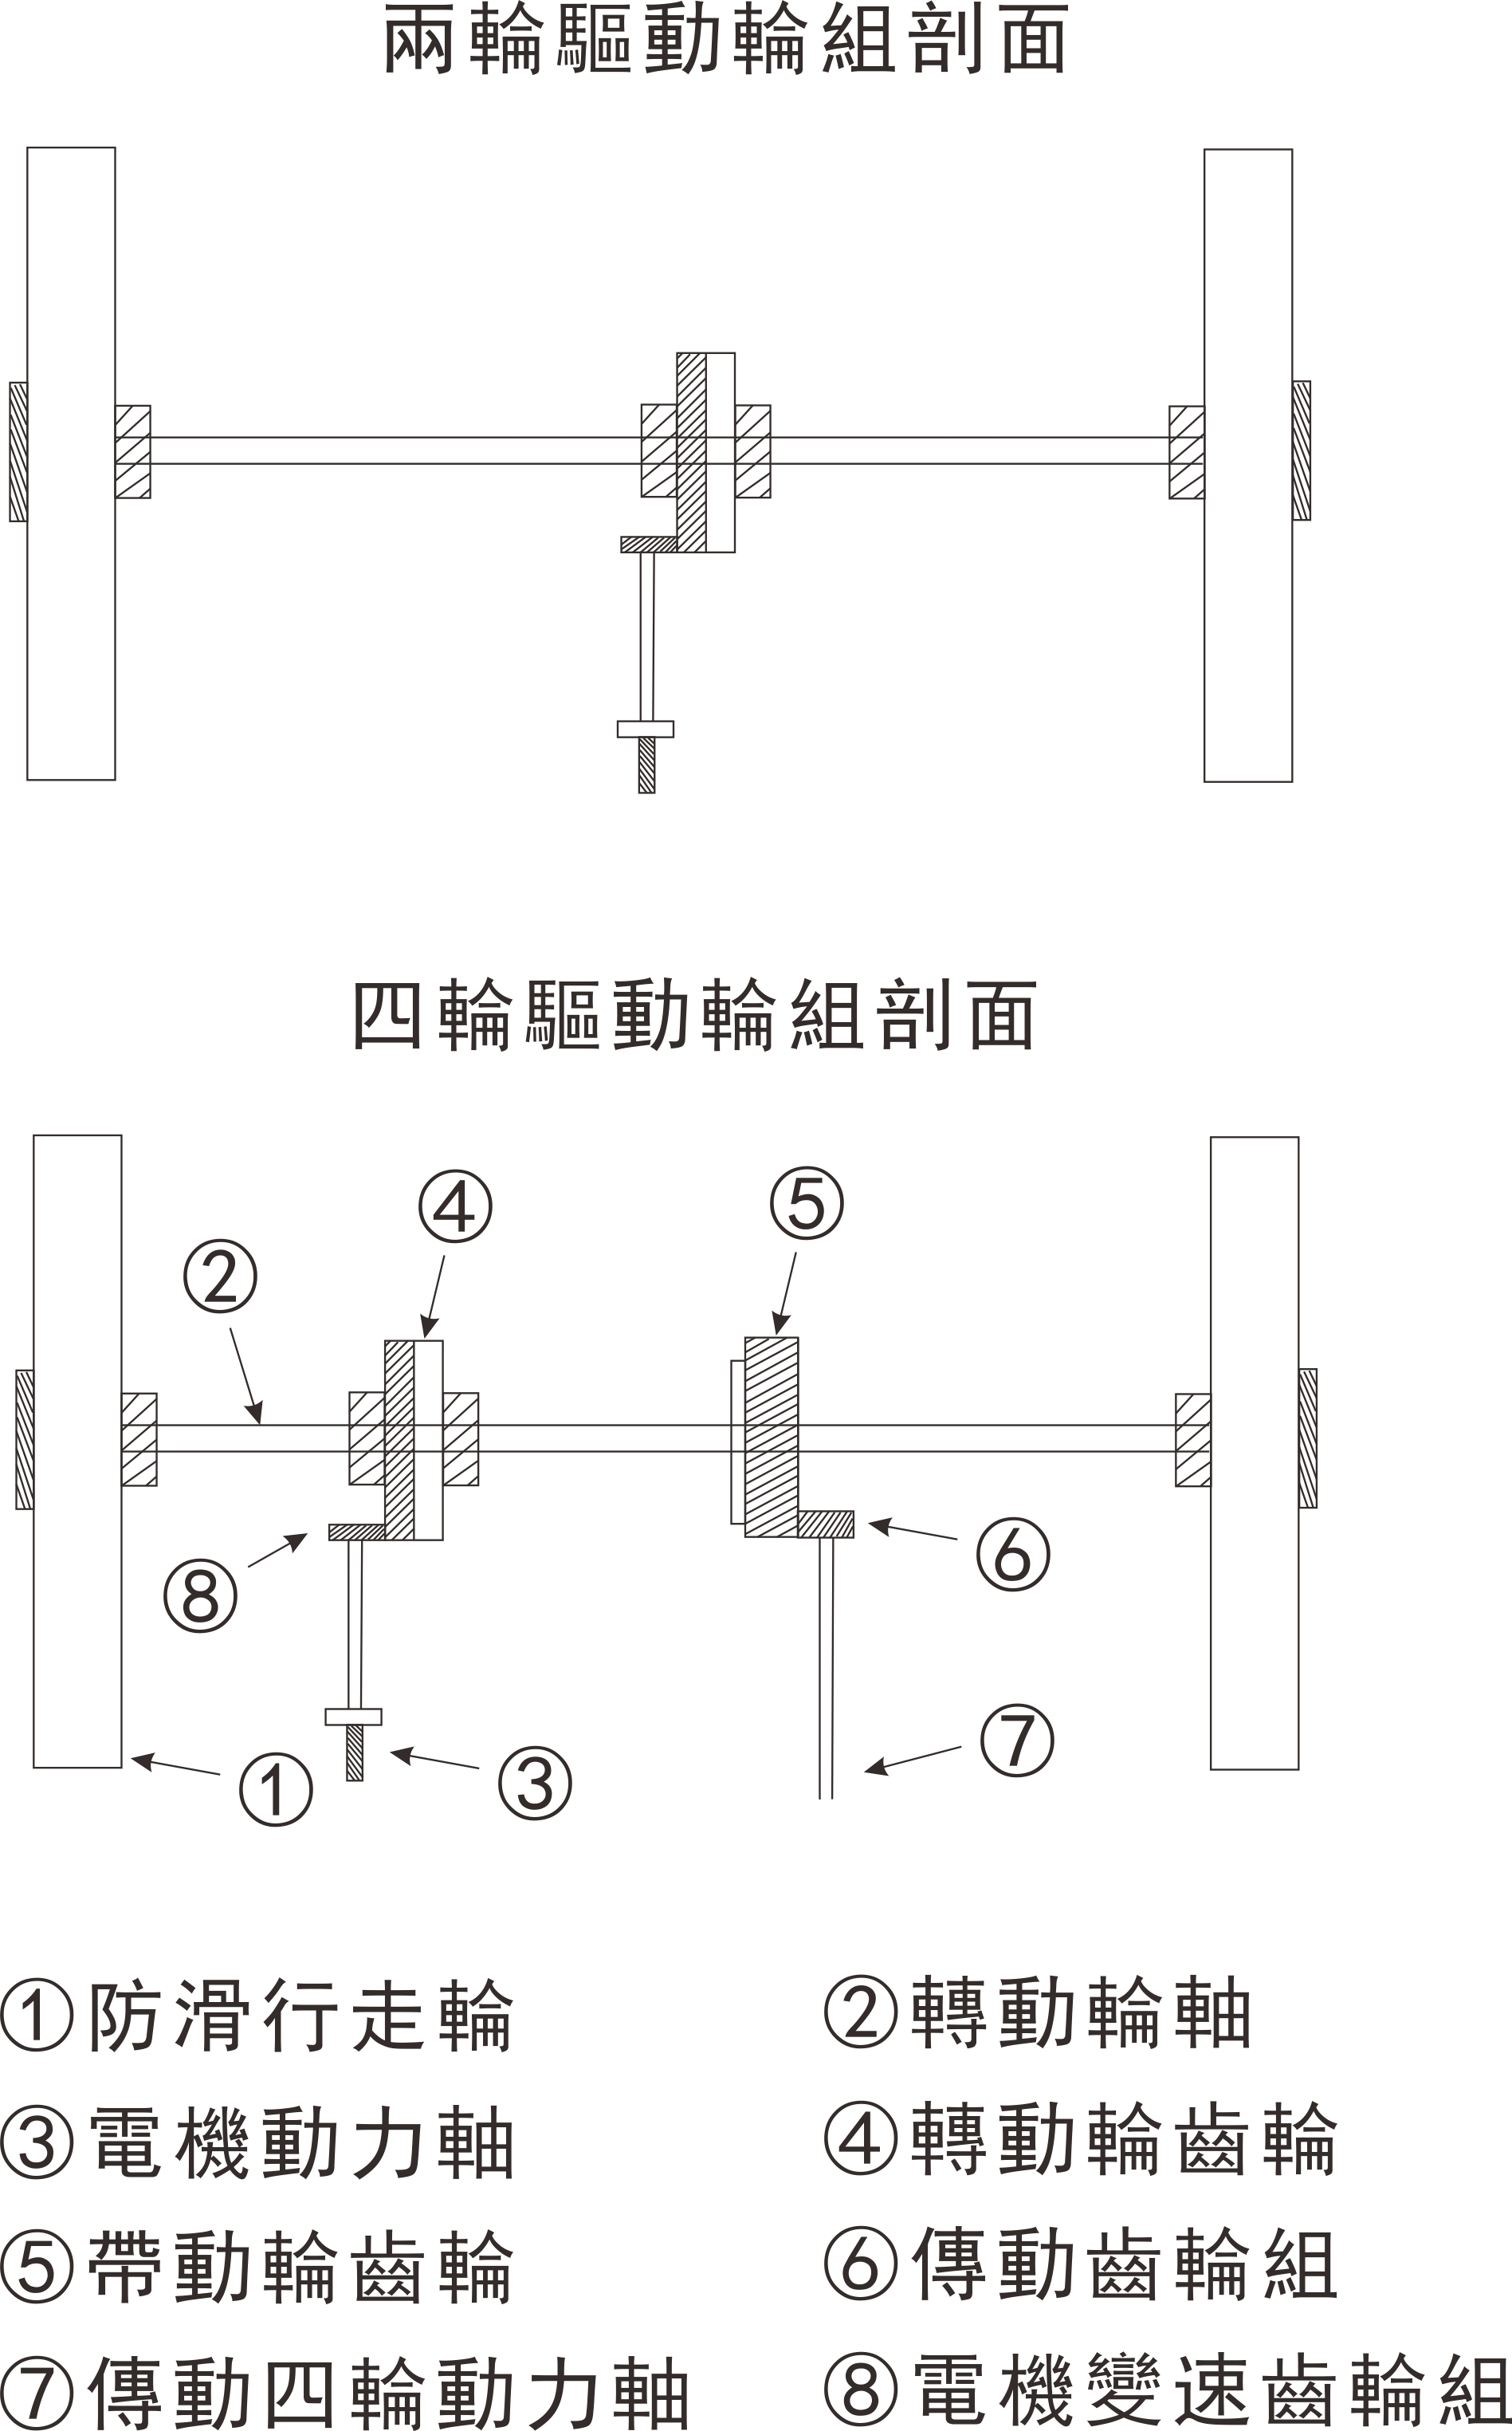 兩輪驅動輪組剖面
四輪驅動輪組剖面
④
⑤
②
⑥
⑧
⑦
①
③
①防滑行走輪
②轉動輪軸
③電機動力軸
④轉動輪齒輪
⑤帶動輪齒輪
⑥傳動齒輪組
⑦傳動四輪動力軸
⑧電機變速齒輪組